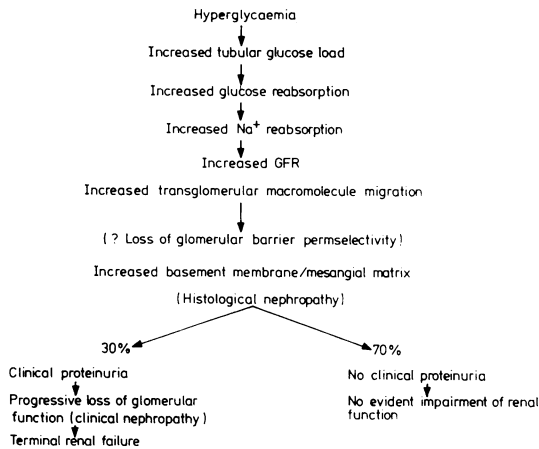 Hyperglycaemia
Increased tubular glucose load
Increased glucose reabsorption
Increased Na⁺ reabsorption
Increased GFR
Increased transglomerular macromolecule migration
(? Loss of glomerular barrier permselectivity)
Increased basement membrane/mesangial matrix
(Histological nephropathy)
30%
70%
Clinical proteinuria
Progressive loss of glomerular
function (clinical nephropathy)
Terminal renal failure
No clinical proteinuria
No evident impairment of renal
function